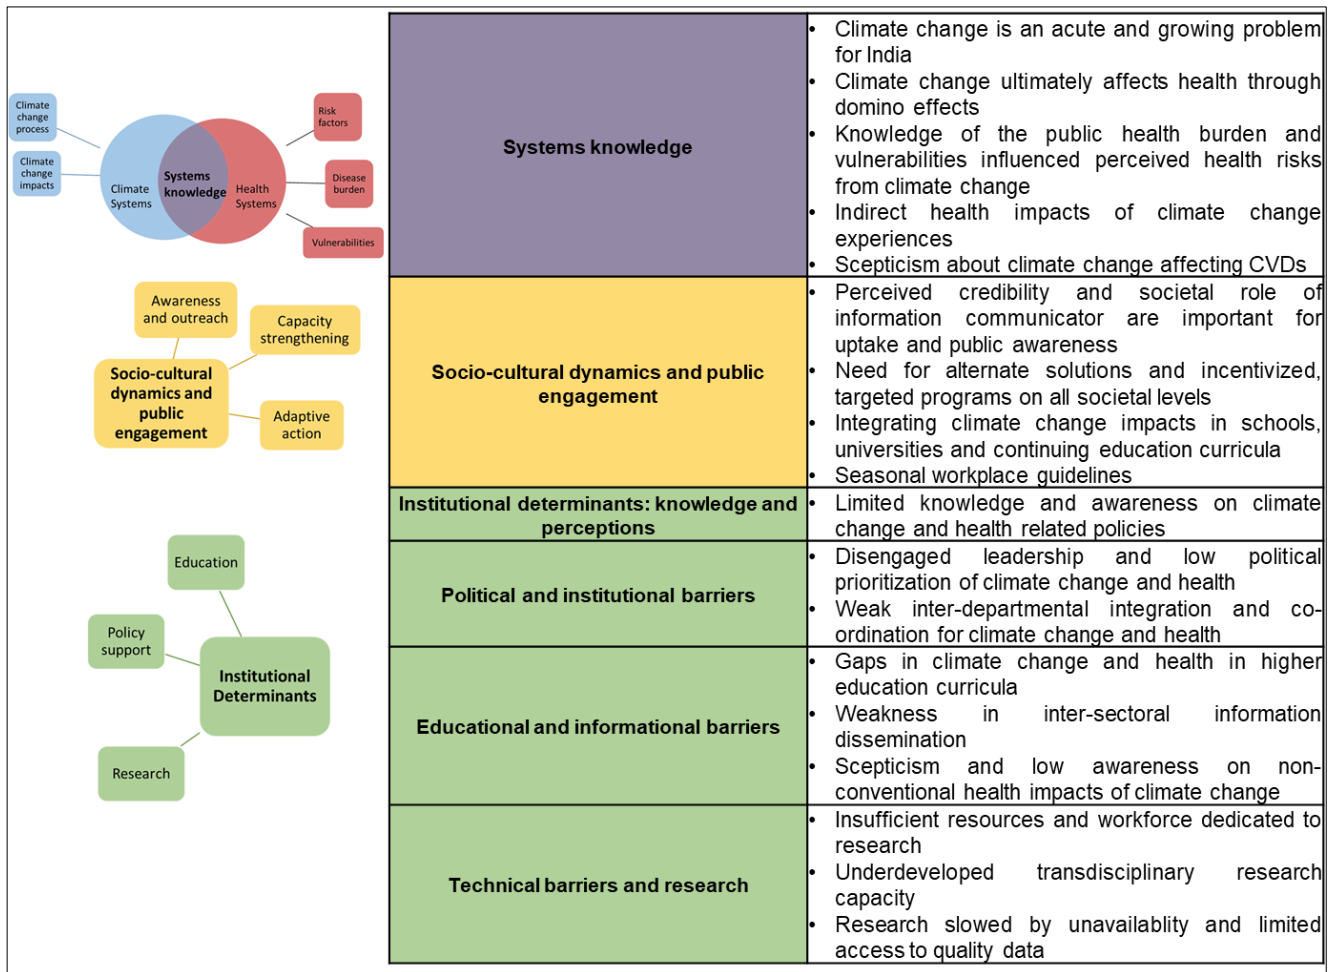 Climate
change
process
Climate
change
impacts
Climate
Systems
Systems
knowledge
Health
Systems
Risk
factors
Disease
burden
Vulnerabilities
Awareness
and outreach
Capacity
strengthening
Socio-cultural
dynamics and
public
engagement
Adaptive
action
Education
Policy
support
Institutional
Determinants
Research
Systems knowledge
• Climate change is an acute and growing problem
for India
• Climate change ultimately affects health through
domino effects
• Knowledge of the public health burden and
vulnerabilities influenced perceived health risks
from climate change
• Indirect health impacts of climate change
experiences
• Scepticism about climate change affecting CVDs
Socio-cultural dynamics and public
engagement
• Perceived credibility and societal role of
information communicator are important for
uptake and public awareness
• Need for alternate solutions and incentivized,
targeted programs on all societal levels
• Integrating climate change impacts in schools,
universities and continuing education curricula
• Seasonal workplace guidelines
Institutional determinants: knowledge and
perceptions
• Limited knowledge and awareness on climate
change and health related policies
Political and institutional barriers
• Disengaged leadership and low political
prioritization of climate change and health
• Weak inter-departmental integration and co-
ordination for climate change and health
Educational and informational barriers
• Gaps in climate change and health in higher
education curricula
• Weakness in inter-sectoral information
dissemination
• Scepticism and low awareness on non-
conventional health impacts of climate change
Technical barriers and research
• Insufficient resources and workforce dedicated to
research
• Underdeveloped transdisciplinary research
capacity
• Research slowed by unavailablity and limited
access to quality data